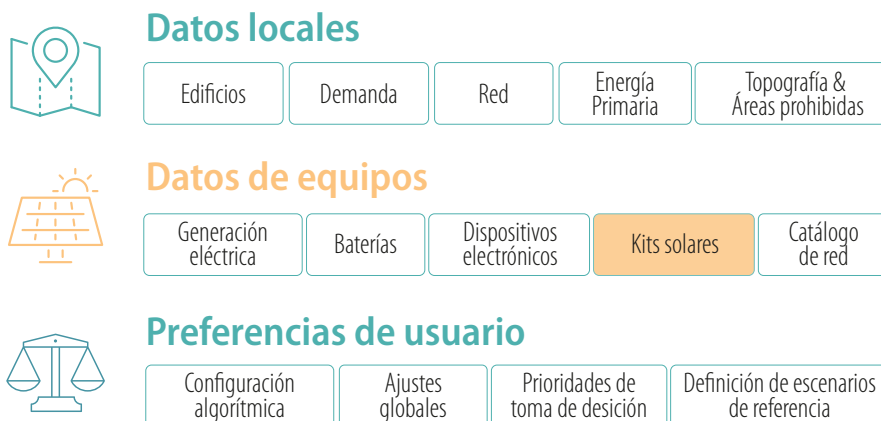 Datos locales
Edificios
Demanda
Red
Energía
Primaria
Topografía &
Áreas prohibidas
Datos de equipos
Generación
eléctrica
Baterías
Dispositivos
electrónicos
Kits solares
Catálogo
de red
Preferencias de usuario
Configuración
algorítmica
Ajustes
globales
Prioridades de
toma de desición
Definición de escenarios
de referencia